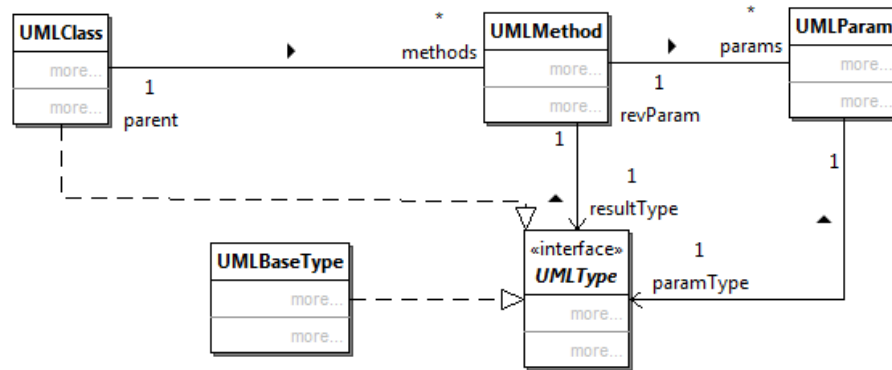 UMLClass
more...
more...
1
parent
*
methods
UMLMethod
more...
more...
1
revParam
*
params
UMLParam
more...
more...
1
1
resultType
1
1
paramType
UMLBaseType
more...
more...
«interface»
UMLType
more...
more...